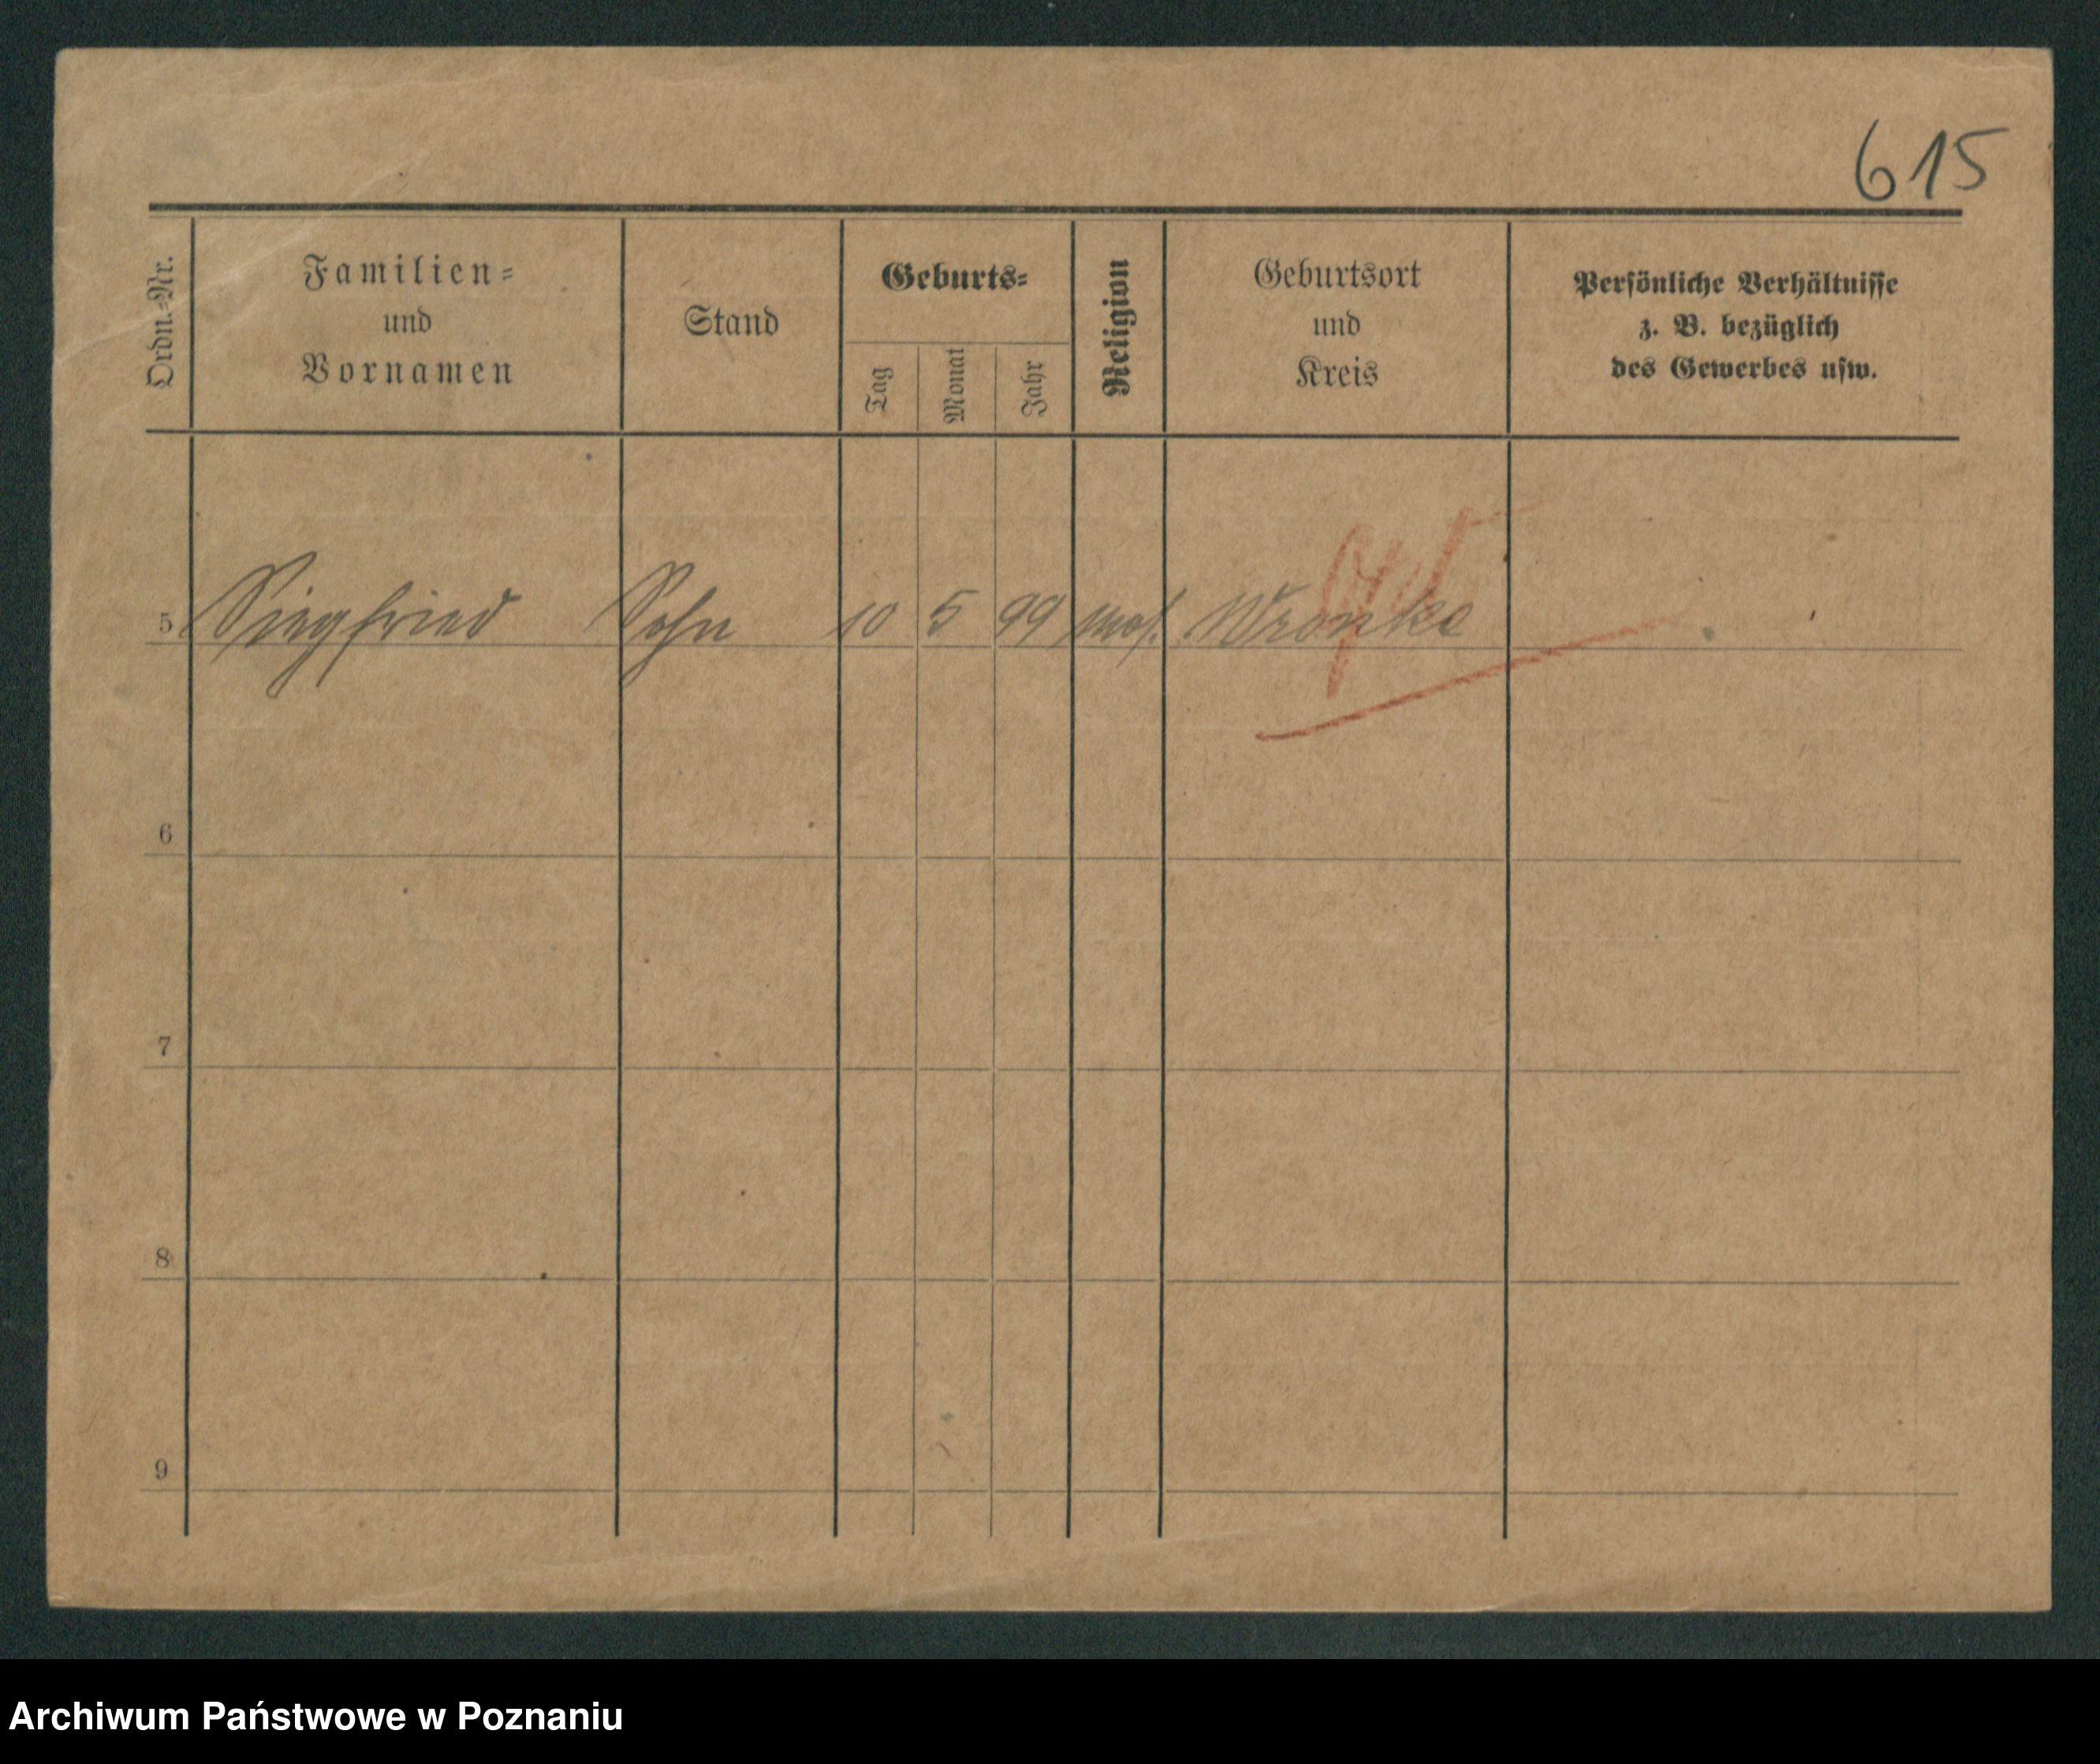 615
Ordn.-Nr.
Familien-
und
Vornamen
Stand
Geburts-
Tag
Monat
Jahr
Religion
Geburtsort
und
Kreis
Persönliche Verhältnisse
z. B. bezüglich
des Gewerbes usw.
5 Siegfried Sohn 10 5 99 mos. Wronke
6
7
8
9
Archiwum Państwowe w Poznaniu